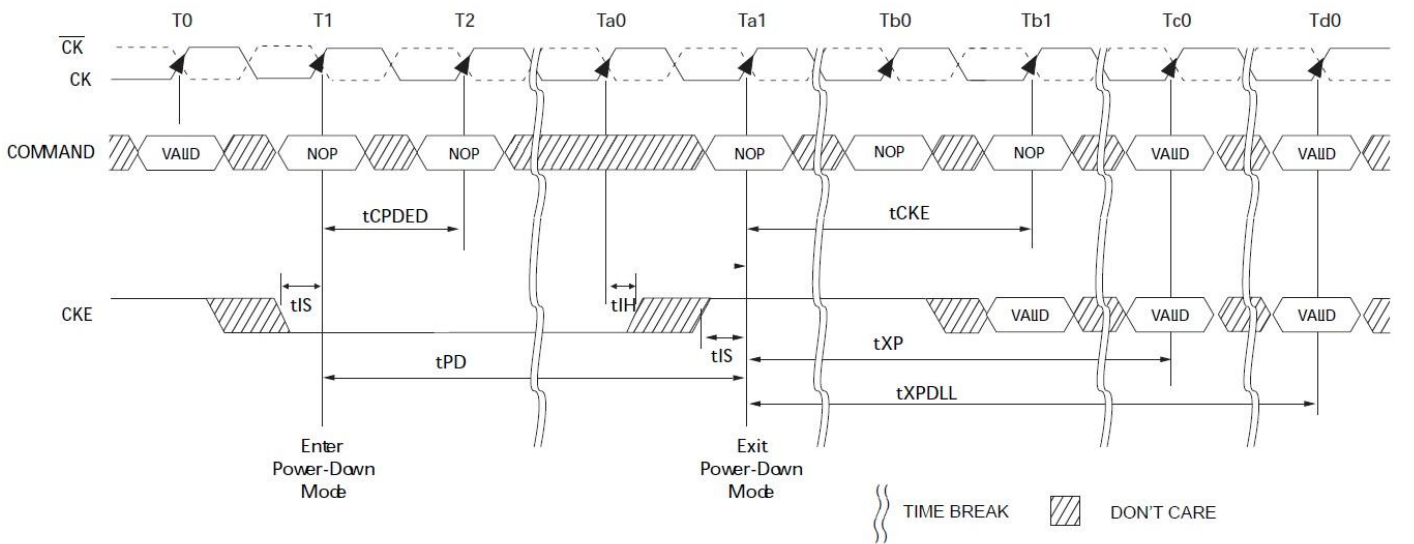 T0 T1 T2 Ta0 Ta1 Tb0 Tb1 Tc0 Td0
CK
CK
COMMAND VALID NOP NOP NOP NOP NOP VALID VALID
tCPDED tCKE
tIS tIH
CKE VALID VALID VALID
tIS
tPD tXP
tXPDLL
Enter
Power-Down
Mode
Exit
Power-Down
Mode
TIME BREAK DON'T CARE